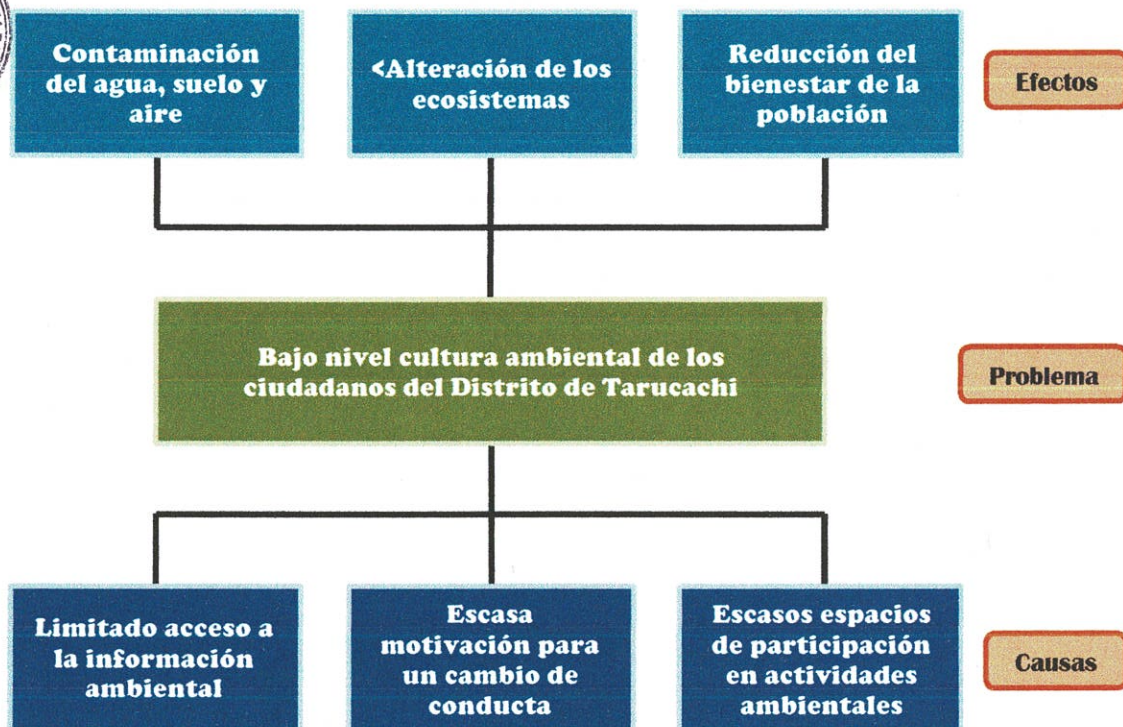 Contaminación
del agua, suelo y
aire
<Alteración de los
ecosistemas
Reducción del
bienestar de la
población
Efectos
Bajo nivel cultura ambiental de los
ciudadanos del Distrito de Tarucachi
Problema
Limitado acceso a
la información
ambiental
Escasa
motivación para
un cambio de
conducta
Escasos espacios
de participación
en actividades
ambientales
Causas